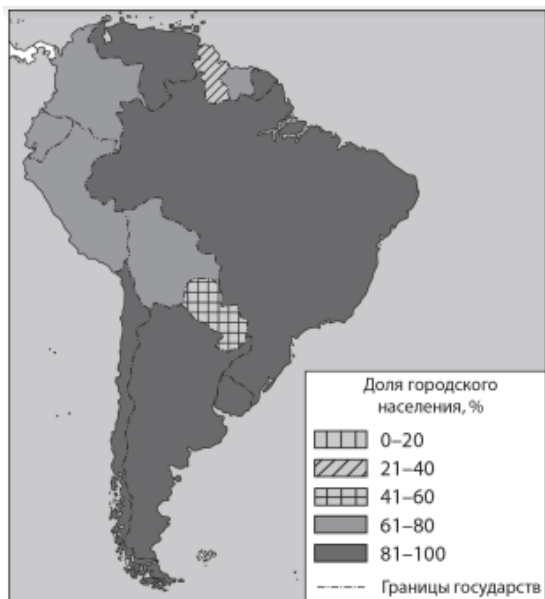 Доля городского
населения, %
0–20
21–40
41–60
61–80
81–100
Границы государств